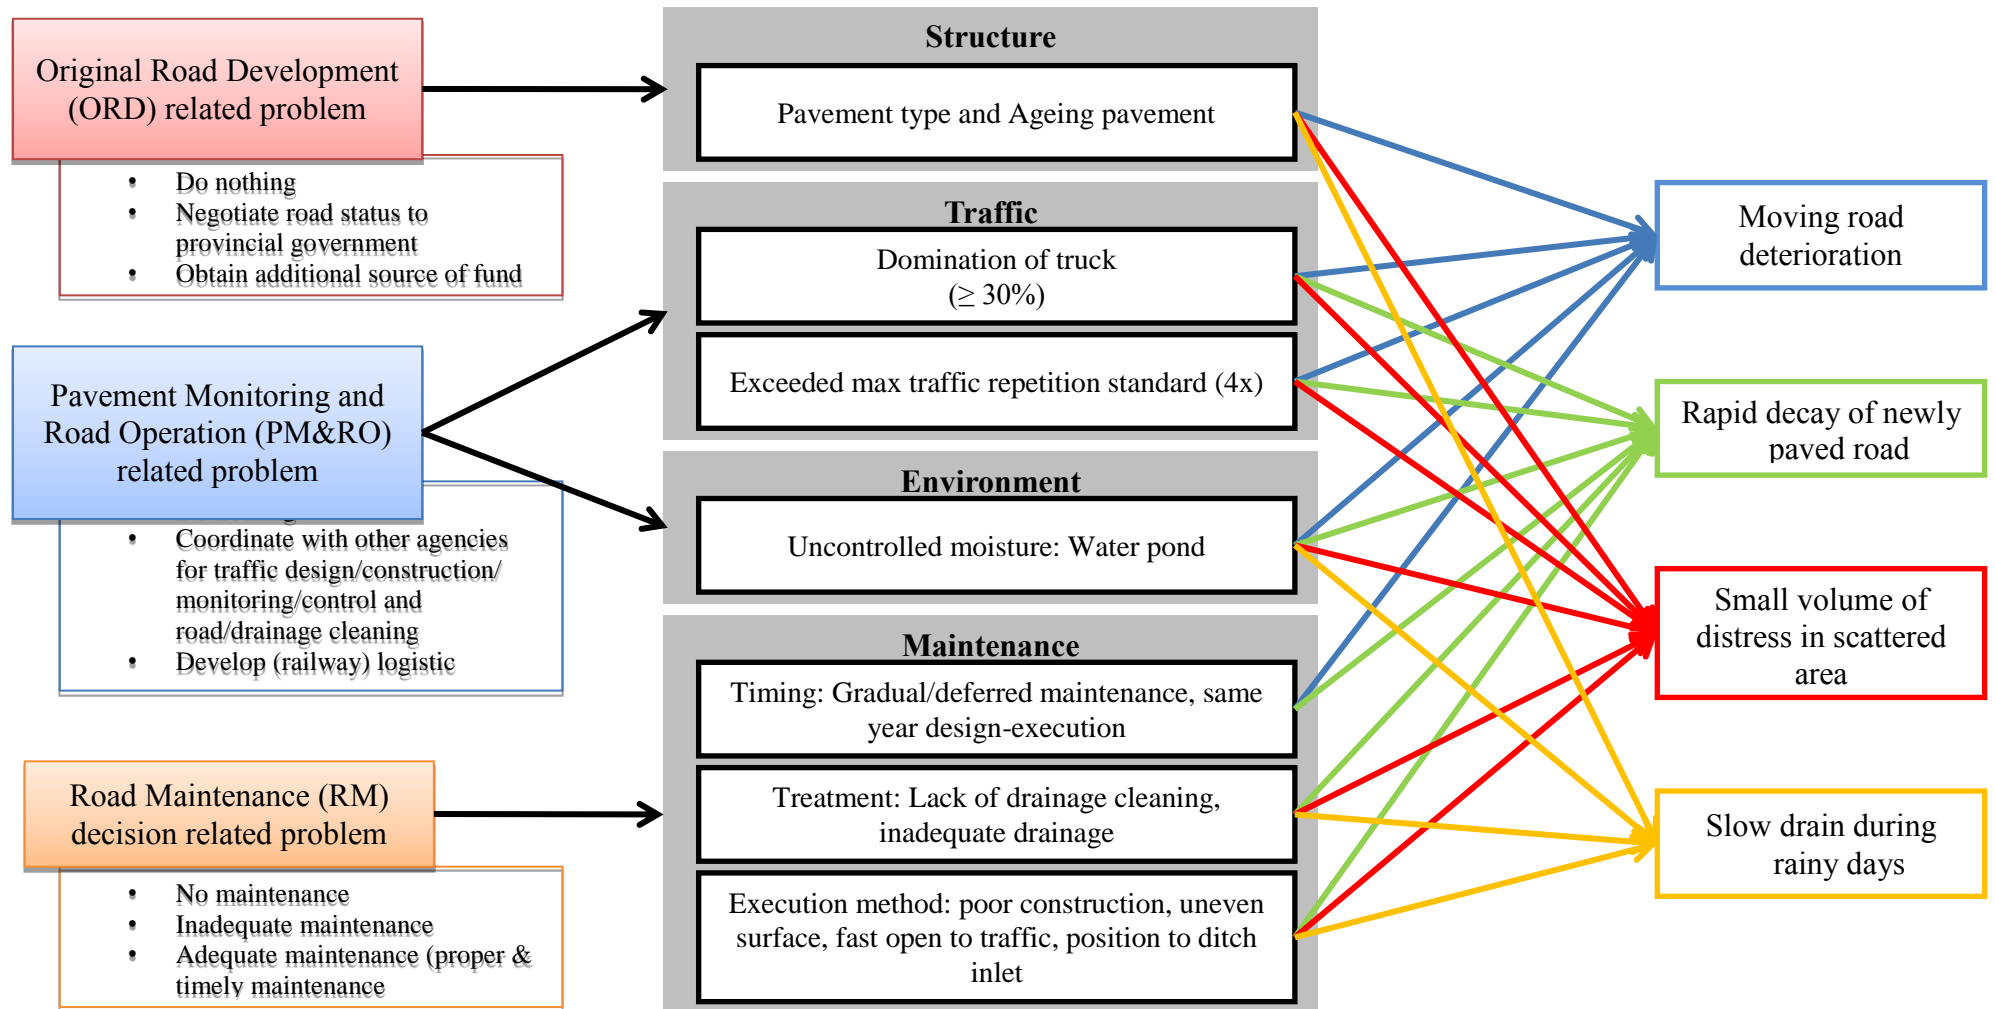 Original Road Development
(ORD) related problem
• Do nothing
• Negotiate road status to
provincial government
• Obtain additional source of fund
Pavement Monitoring and
Road Operation (PM&RO)
related problem
• Coordinate with other agencies
for traffic design/construction/
monitoring/control and
road/drainage cleaning
• Develop (railway) logistic
Road Maintenance (RM)
decision related problem
• No maintenance
• Inadequate maintenance
• Adequate maintenance (proper &
timely maintenance
Structure
Pavement type and Ageing pavement
Traffic
Domination of truck
(≥ 30%)
Exceeded max traffic repetition standard (4x)
Environment
Uncontrolled moisture: Water pond
Maintenance
Timing: Gradual/deferred maintenance, same
year design-execution
Treatment: Lack of drainage cleaning,
inadequate drainage
Execution method: poor construction, uneven
surface, fast open to traffic, position to ditch
inlet
Moving road
deterioration
Rapid decay of newly
paved road
Small volume of
distress in scattered
area
Slow drain during
rainy days